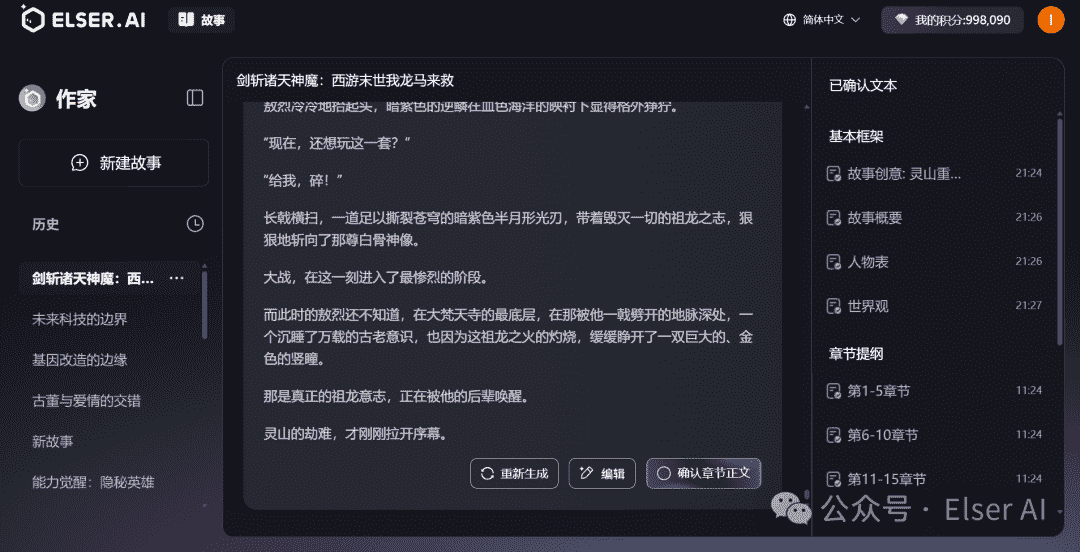 ELSER.AI
故事
简体中文
我的积分:998,090
I
作家
新建故事
历史
剑斩诸天神魔：西...
未来科技的边界
基因改造的边缘
古董与爱情的交错
新故事
能力觉醒：隐秘英雄
剑斩诸天神魔：西游末世我龙马来救
敖烈冷冷地抬起头，暗紫色的逆鳞在血色海洋的映衬下显得格外狰狞。
“现在，还想玩这一套？”
“给我，碎！”
长戟横扫，一道足以撕裂苍穹的暗紫色半月形光刃，带着毁灭一切的祖龙之志，狠
狠地斩向了那尊白骨神像。
大战，在这一刻进入了最惨烈的阶段。
而此时的敖烈还不知道，在大梵天寺的最底层，在那被他一戟劈开的地脉深处，一
个沉睡了万载的古老意识，也因为这祖龙之火的灼烧，缓缓睁开了一双巨大的、金
色的竖瞳。
那是真正的祖龙意志，正在被他的后辈唤醒。
灵山的劫难，才刚刚拉开序幕。
重新生成
编辑
确认章节正文
已确认文本
基本框架
故事创意: 灵山重... 21:24
故事概要 21:26
人物表 21:26
世界观 21:27
章节提纲
第1-5章节 11:24
第6-10章节 11:24
第11-15章节 11:24
公众号 · Elser AI